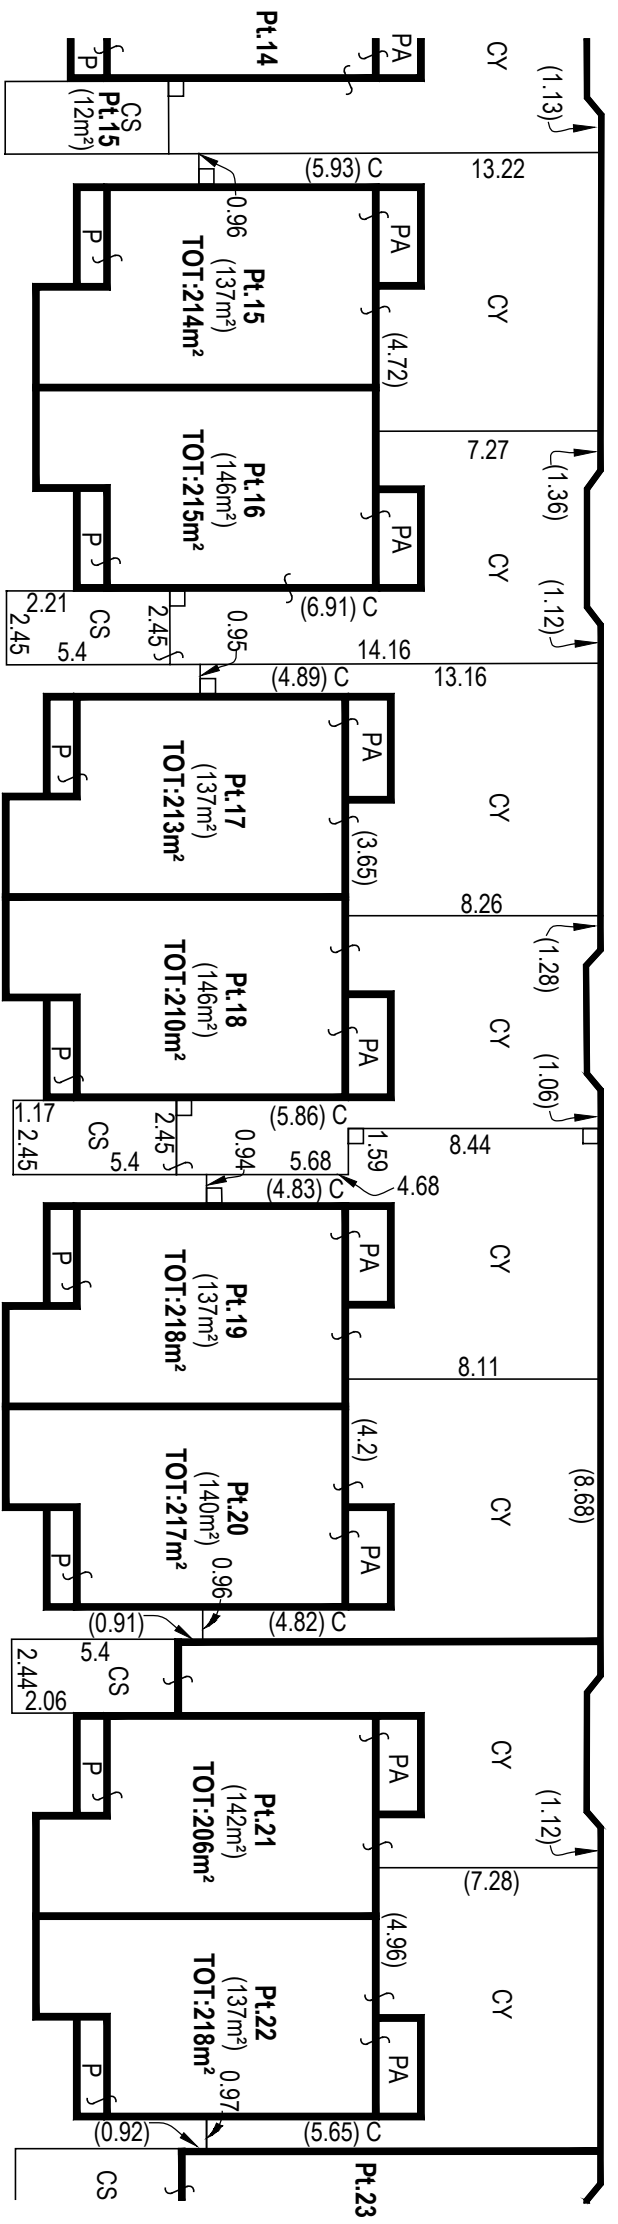 Pt.14
P
PA
CY
(1.13)
CS
Pt.15
(12m²)
(5.93) C
13.22
0.96
PA
CY
P
Pt.15
(137m²)
TOT:214m²
(4.72)
7.27
(1.36)
Pt.16
(146m²)
TOT:215m²
PA
CY
P
(1.12)
(6.91) C
2.21
CS
2.45
2.45
5.4
0.95
14.16
13.16
(4.89) C
PA
CY
P
Pt.17
(137m²)
TOT:213m²
(3.65)
8.26
(1.28)
Pt.18
(146m²)
TOT:210m²
PA
CY
P
(1.06)
(5.86) C
1.17
CS
2.45
2.45
5.4
0.94
5.68
1.59
8.44
4.68
(4.83) C
PA
CY
P
Pt.19
(137m²)
TOT:218m²
8.11
(4.2)
(8.68)
Pt.20
(140m²)
TOT:217m²
PA
CY
P
0.96
(0.91)
(4.82) C
5.4
CS
2.44
2.06
PA
CY
P
Pt.21
(142m²)
TOT:206m²
(1.12)
(7.28)
(4.96)
Pt.22
(137m²)
TOT:218m²
PA
CY
P
0.97
(0.92)
(5.65) C
CS
Pt.23